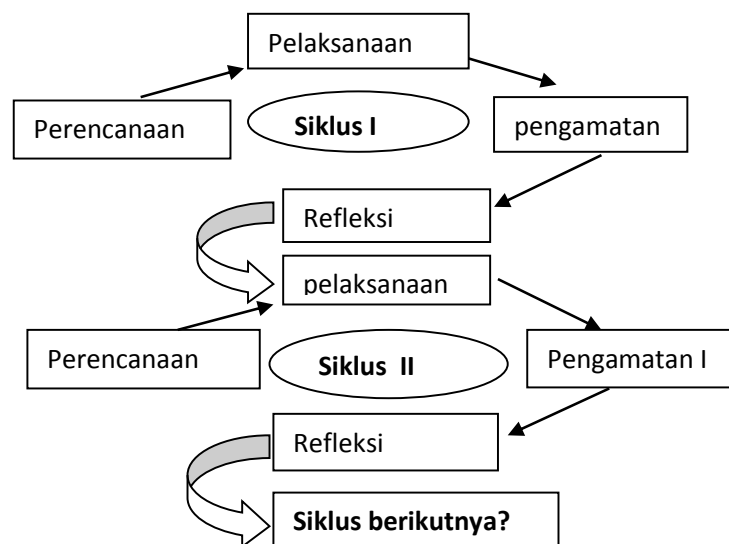 Pelaksanaan
Perencanaan
Siklus I
pengamatan
Refleksi
pelaksanaan
Perencanaan
Siklus II
Pengamatan I
Refleksi
Siklus berikutnya?